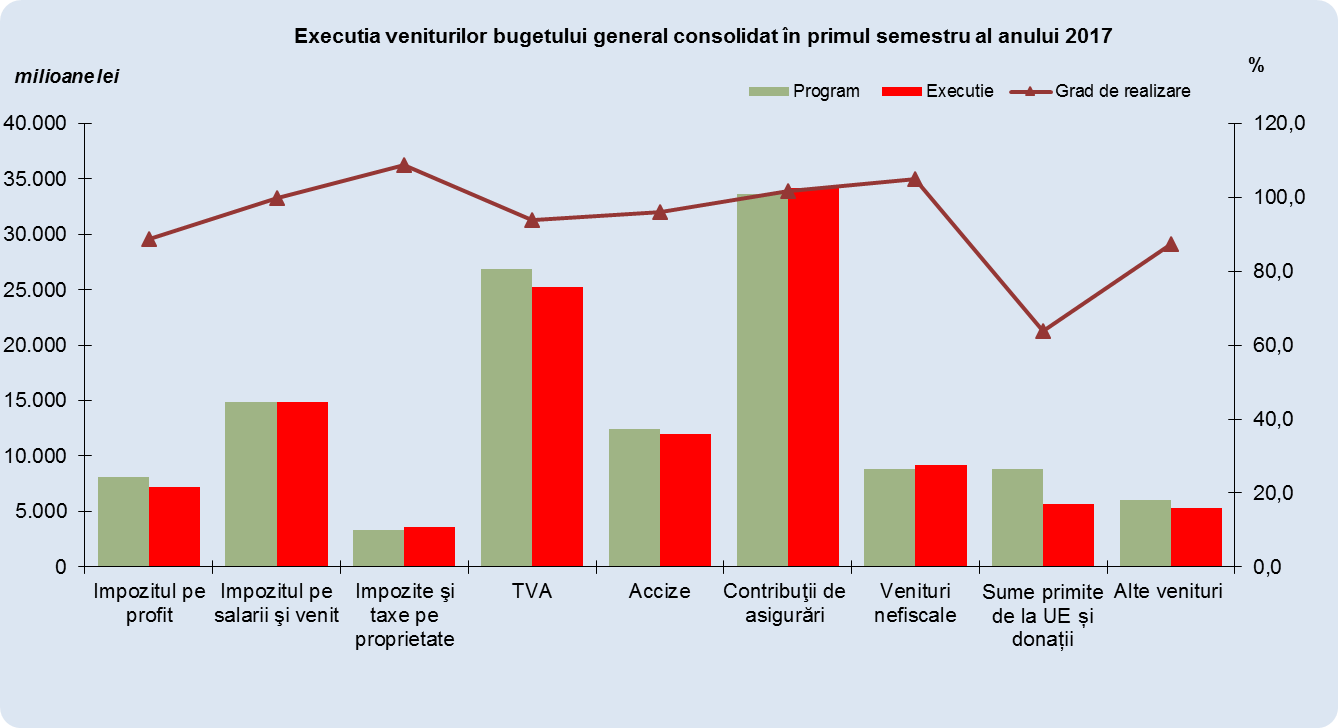 Executia veniturilor bugetului general consolidat în primul semestru al anului 2017
milioane lei
%
Program
Executie
Grad de realizare
40.000
35.000
30.000
25.000
20.000
15.000
10.000
5.000
0
120,0
100,0
80,0
60,0
40,0
20,0
0,0
Impozitul pe
profit
Impozitul pe
salarii şi venit
Impozite şi
taxe pe
proprietate
TVA
Accize
Contribuţii de
asigurări
Venituri
nefiscale
Sume primite
de la UE și
donații
Alte venituri